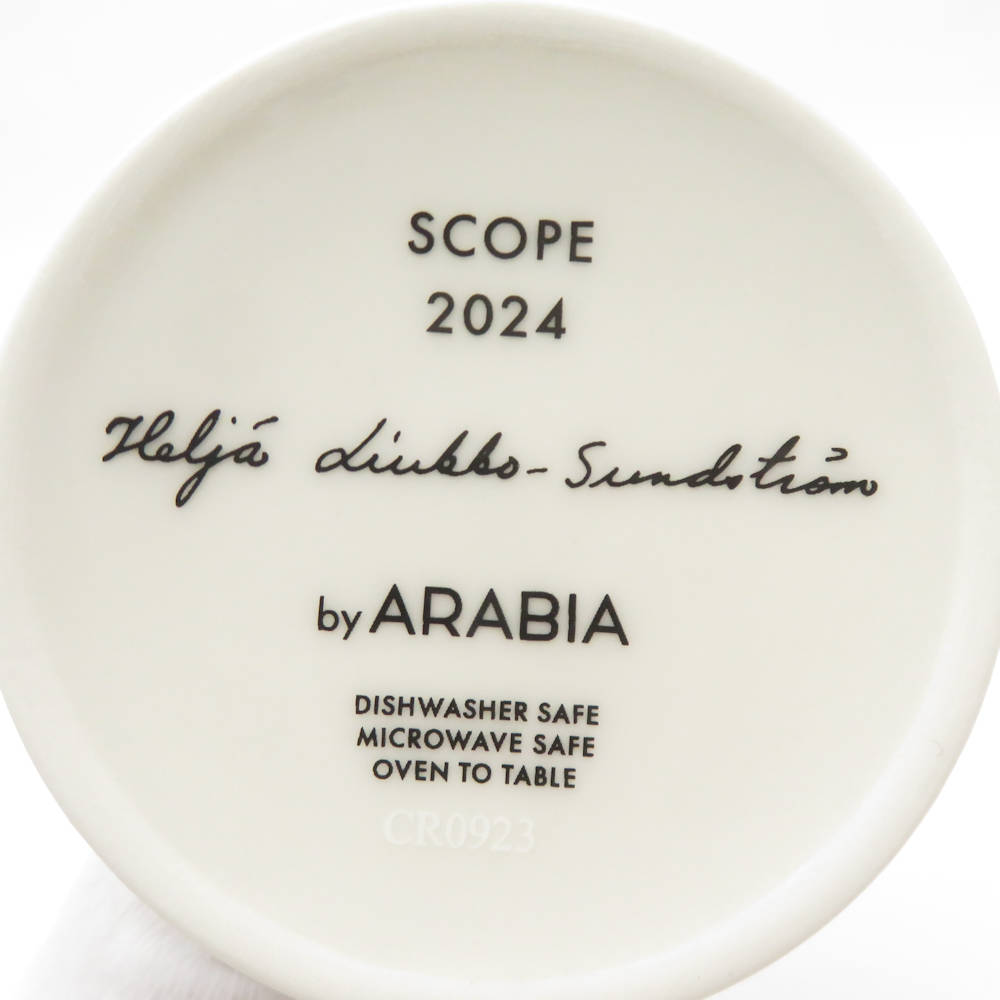 SCOPE
2024
Heljä Liukko-Sundström
by ARABIA
DISHWASHER SAFE
MICROWAVE SAFE
OVEN TO TABLE
CR0923